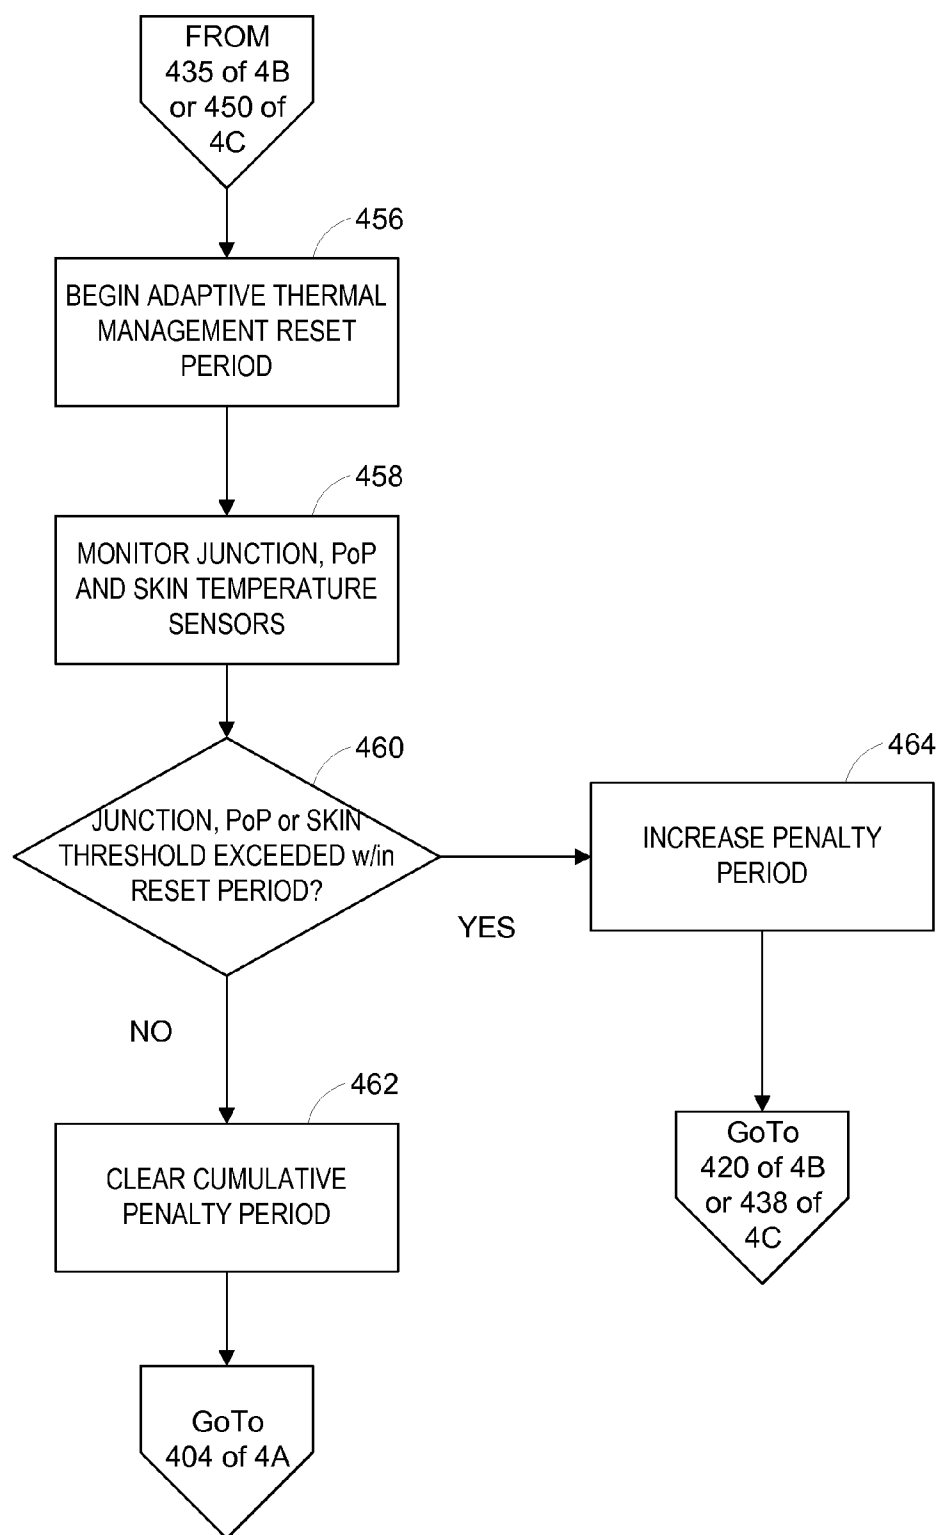 FROM
435 of 4B
or 450 of
4C
456
BEGIN ADAPTIVE THERMAL
MANAGEMENT RESET
PERIOD
458
MONITOR JUNCTION, PoP
AND SKIN TEMPERATURE
SENSORS
460
JUNCTION, PoP or SKIN
THRESHOLD EXCEEDED w/in
RESET PERIOD?
YES
464
INCREASE PENALTY
PERIOD
GoTo
420 of 4B
or 438 of
4C
NO
462
CLEAR CUMULATIVE
PENALTY PERIOD
GoTo
404 of 4A